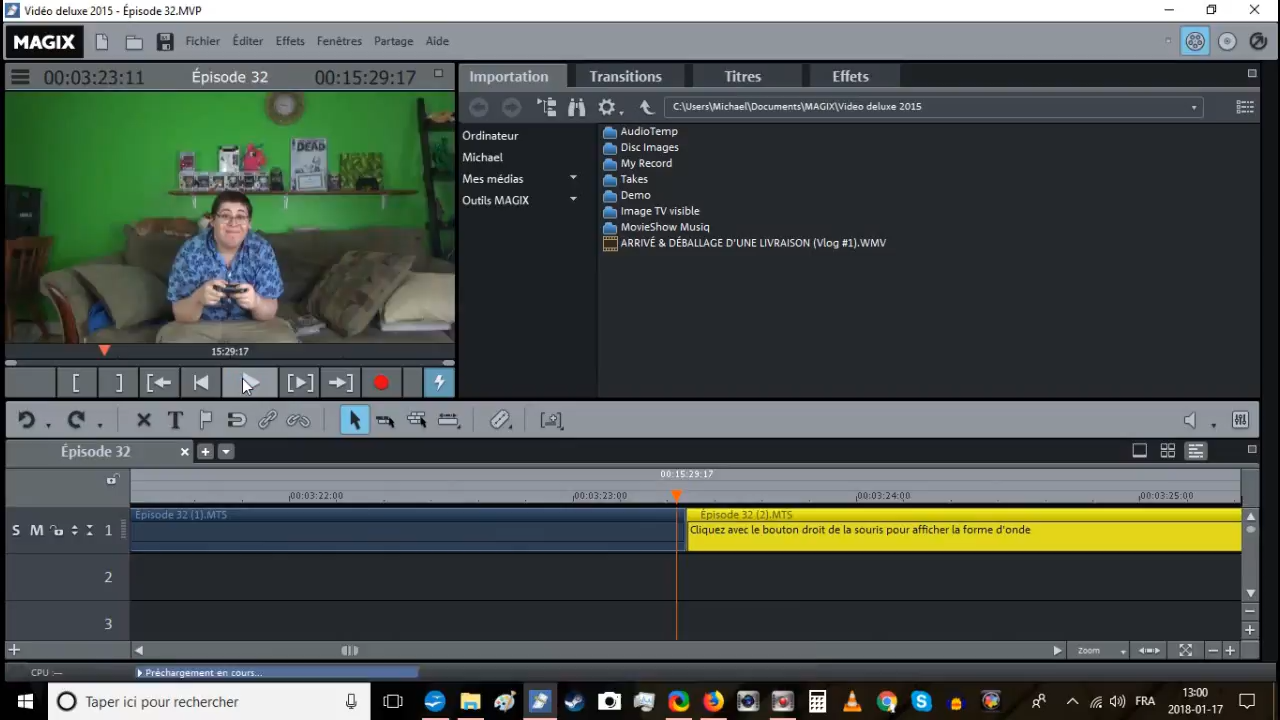 Vidéo deluxe 2015 - Épisode 32.MVP
MAGIX
Fichier Éditer Effets Fenêtres Partage Aide
00:03:23:11 Épisode 32 00:15:29:17
Importation Transitions Titres Effets
C:\Users\Michael\Documents\MAGIX\Video deluxe 2015
Ordinateur
Michael
Mes médias
Outils MAGIX
AudioTemp
Disc Images
My Record
Takes
Demo
Image TV visible
MovieShow Musiq
ARRIVÉ & DÉBALLAGE D'UNE LIVRAISON (Vlog #1).WMV
DEAD
15:29:17
Épisode 32
00:15:29:17
00:03:22:00 00:03:23:00 00:03:24:00 00:03:25:00
Épisode 32 (1).MTS Épisode 32 (2).MTS
S M 1 Cliquez avec le bouton droit de la souris pour afficher la forme d'onde
2
3
Zoom
CPU: — Préchargement en cours...
Taper ici pour rechercher
FRA
13:00
2018-01-17